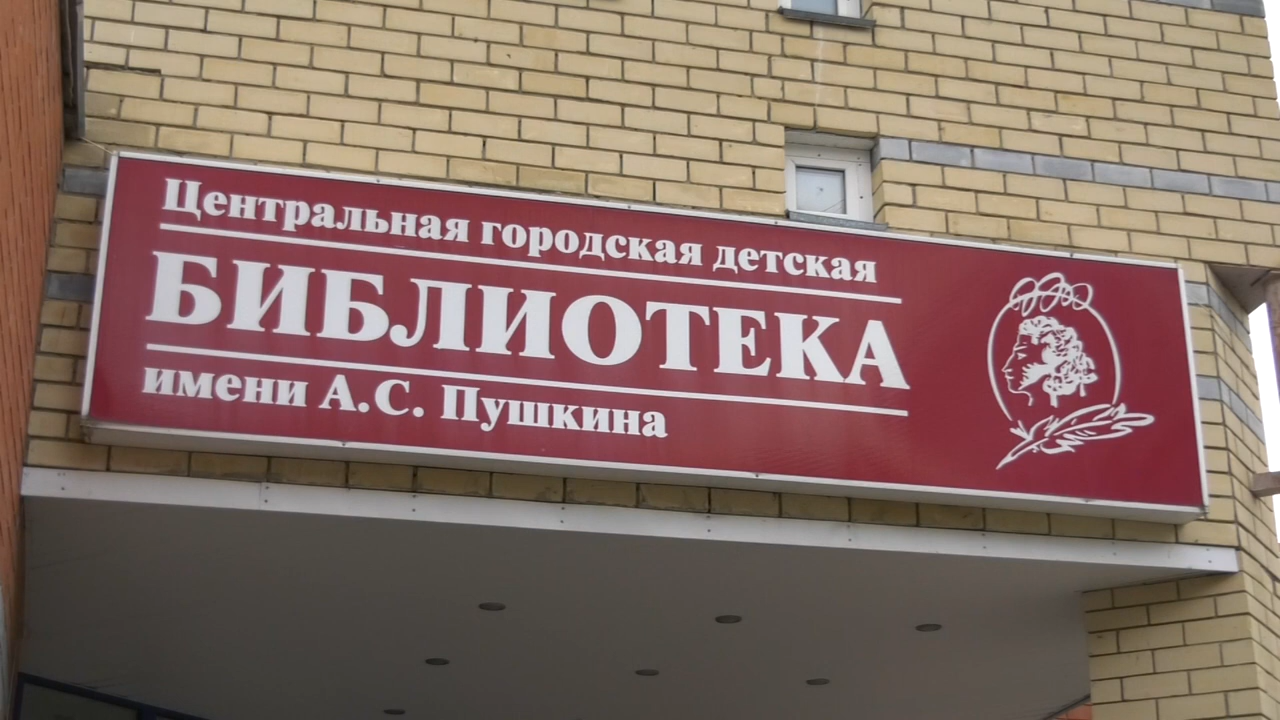 Центральная городская детская
БИБЛИОТЕКА
имени А.С. Пушкина